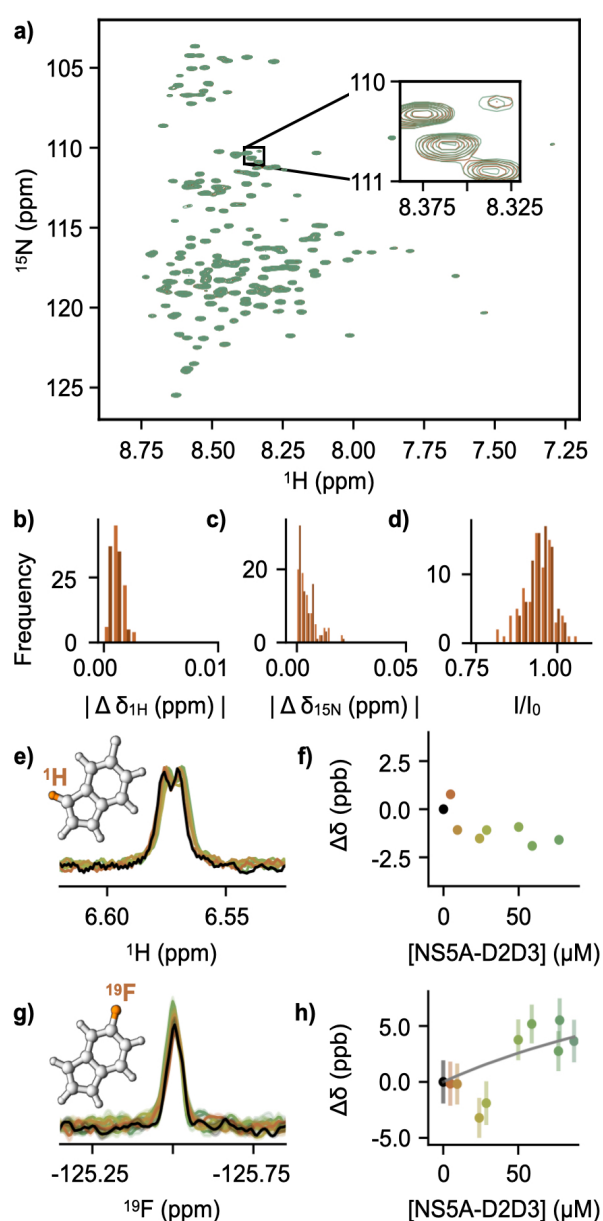 a)
105
110
115
120
125
¹⁵N (ppm)
110
111
8.375 8.325
8.75 8.50 8.25 8.00 7.75 7.50 7.25
¹H (ppm)
b) c) d)
Frequency
25
0
20
0
10
0
0.00 0.01
0.00 0.05
0.75 1.00
| Δ δ1H (ppm) | | Δ δ15N (ppm) | I/I0
e)
¹H
6.60 6.55
¹H (ppm)
f)
Δδ (ppb)
2.5
0.0
-2.5
0 50
[NS5A-D2D3] (μM)
g)
¹⁹F
-125.25 -125.75
¹⁹F (ppm)
h)
Δδ (ppb)
5.0
0.0
-5.0
0 50
[NS5A-D2D3] (μM)